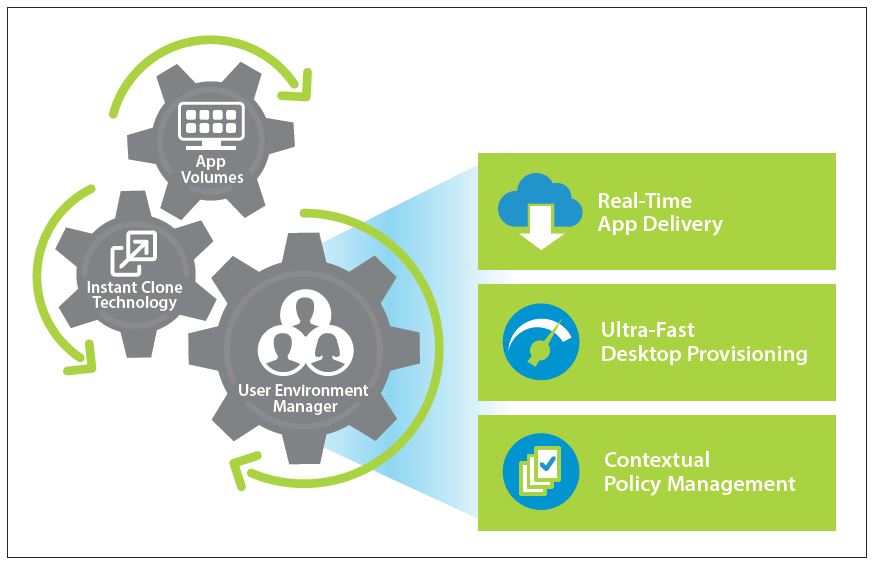 App
Volumes
Instant Clone
Technology
User Environment
Manager
Real-Time
App Delivery
Ultra-Fast
Desktop Provisioning
Contextual
Policy Management